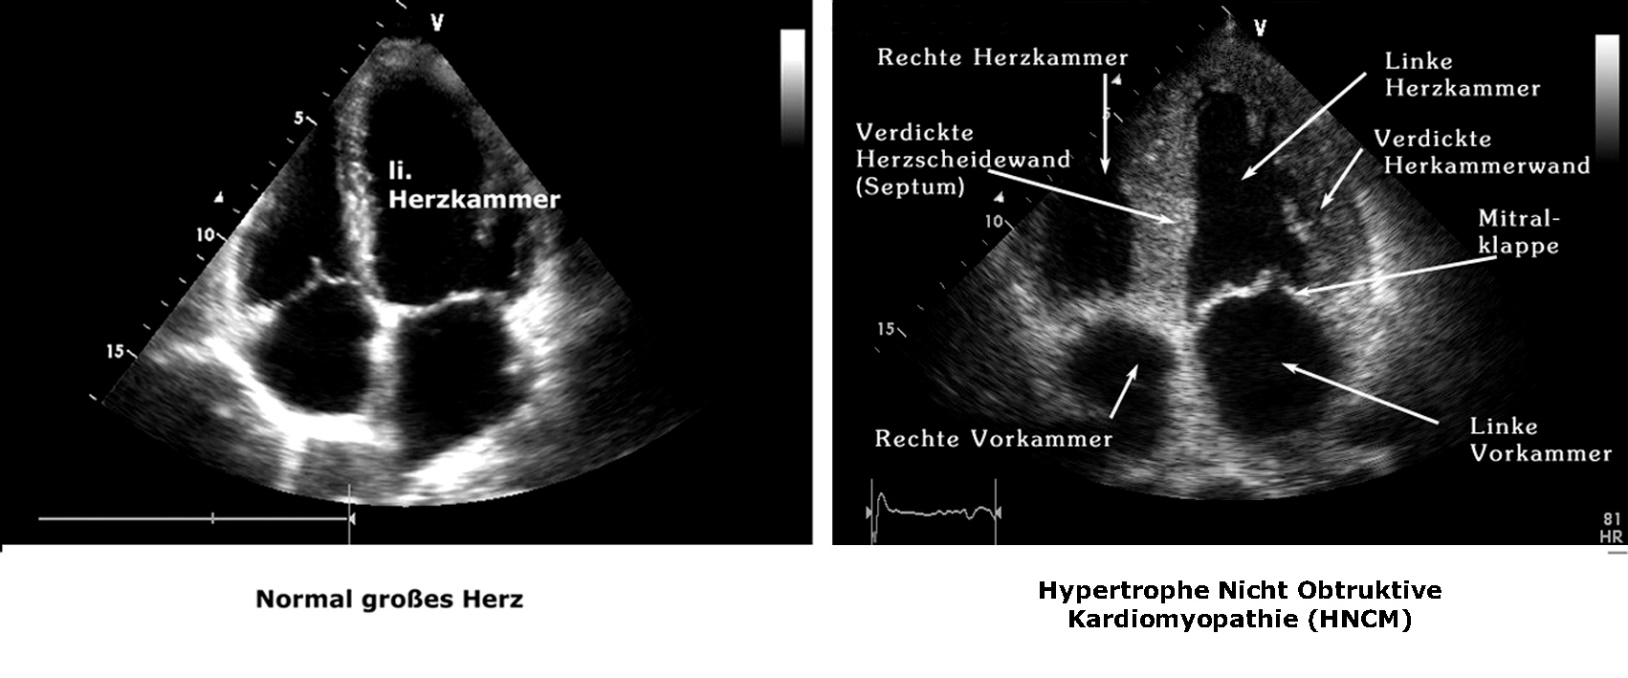 V
5
li.
Herzkammer
10
15
Normal großes Herz
V
Rechte Herzkammer
Linke
Herzkammer
5
Verdickte
Herzscheidewand
(Septum)
Verdickte
Herkammerwand
10
Mitral-
klappe
15
Rechte Vorkammer
Linke
Vorkammer
81
HR
Hypertrophe Nicht Obtruktive
Kardiomyopathie (HNCM)